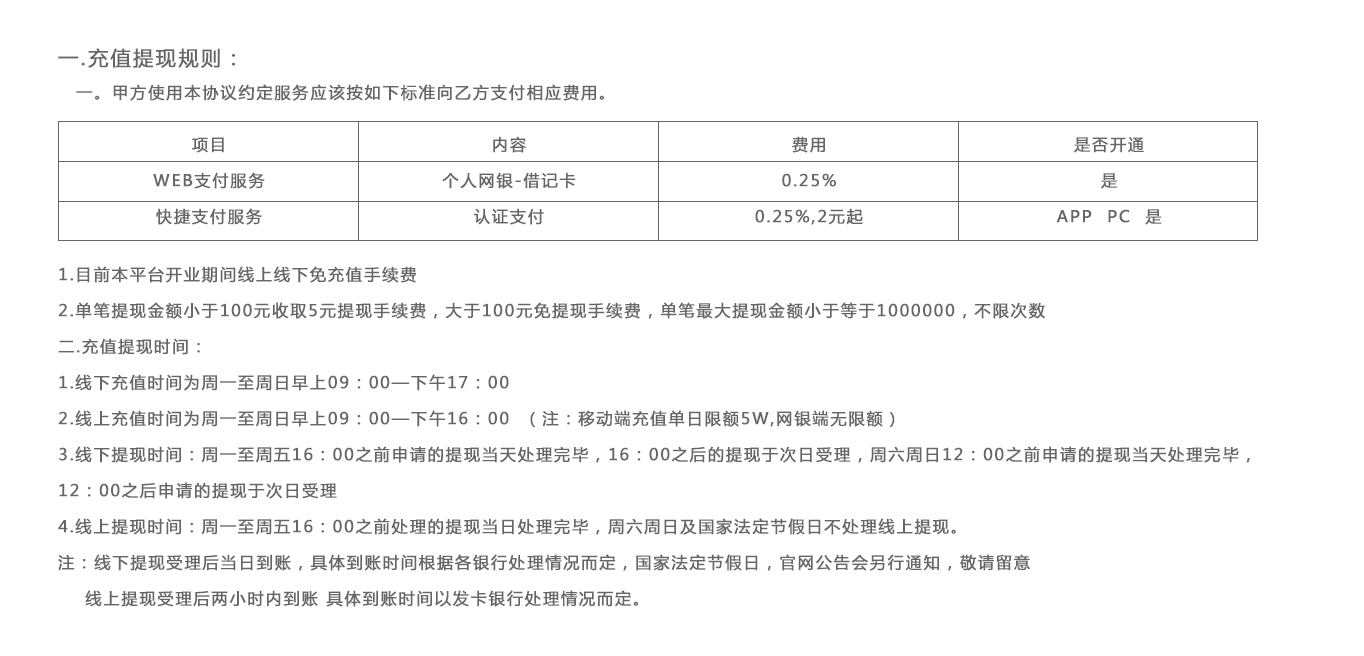 一.充值提现规则：
一。甲方使用本协议约定服务应该按如下标准向乙方支付相应费用。
项目 内容 费用 是否开通
WEB支付服务 个人网银-借记卡 0.25% 是
快捷支付服务 认证支付 0.25%,2元起 APP PC 是
1.目前本平台开业期间线上线下免充值手续费
2.单笔提现金额小于100元收取5元提现手续费，大于100元免提现手续费，单笔最大提现金额小于等于1000000，不限次数
二.充值提现时间：
1.线下充值时间为周一至周日早上09：00—下午17：00
2.线上充值时间为周一至周日早上09：00—下午16：00 （注：移动端充值单日限额5W,网银端无限额）
3.线下提现时间：周一至周五16：00之前申请的提现当天处理完毕，16：00之后的提现于次日受理，周六周日12：00之前申请的提现当天处理完毕，
12：00之后申请的提现于次日受理
4.线上提现时间：周一至周五16：00之前处理的提现当日处理完毕，周六周日及国家法定节假日不处理线上提现。
注：线下提现受理后当日到账，具体到账时间根据各银行处理情况而定，国家法定节假日，官网公告会另行通知，敬请留意
线上提现受理后两小时内到账 具体到账时间以发卡银行处理情况而定。